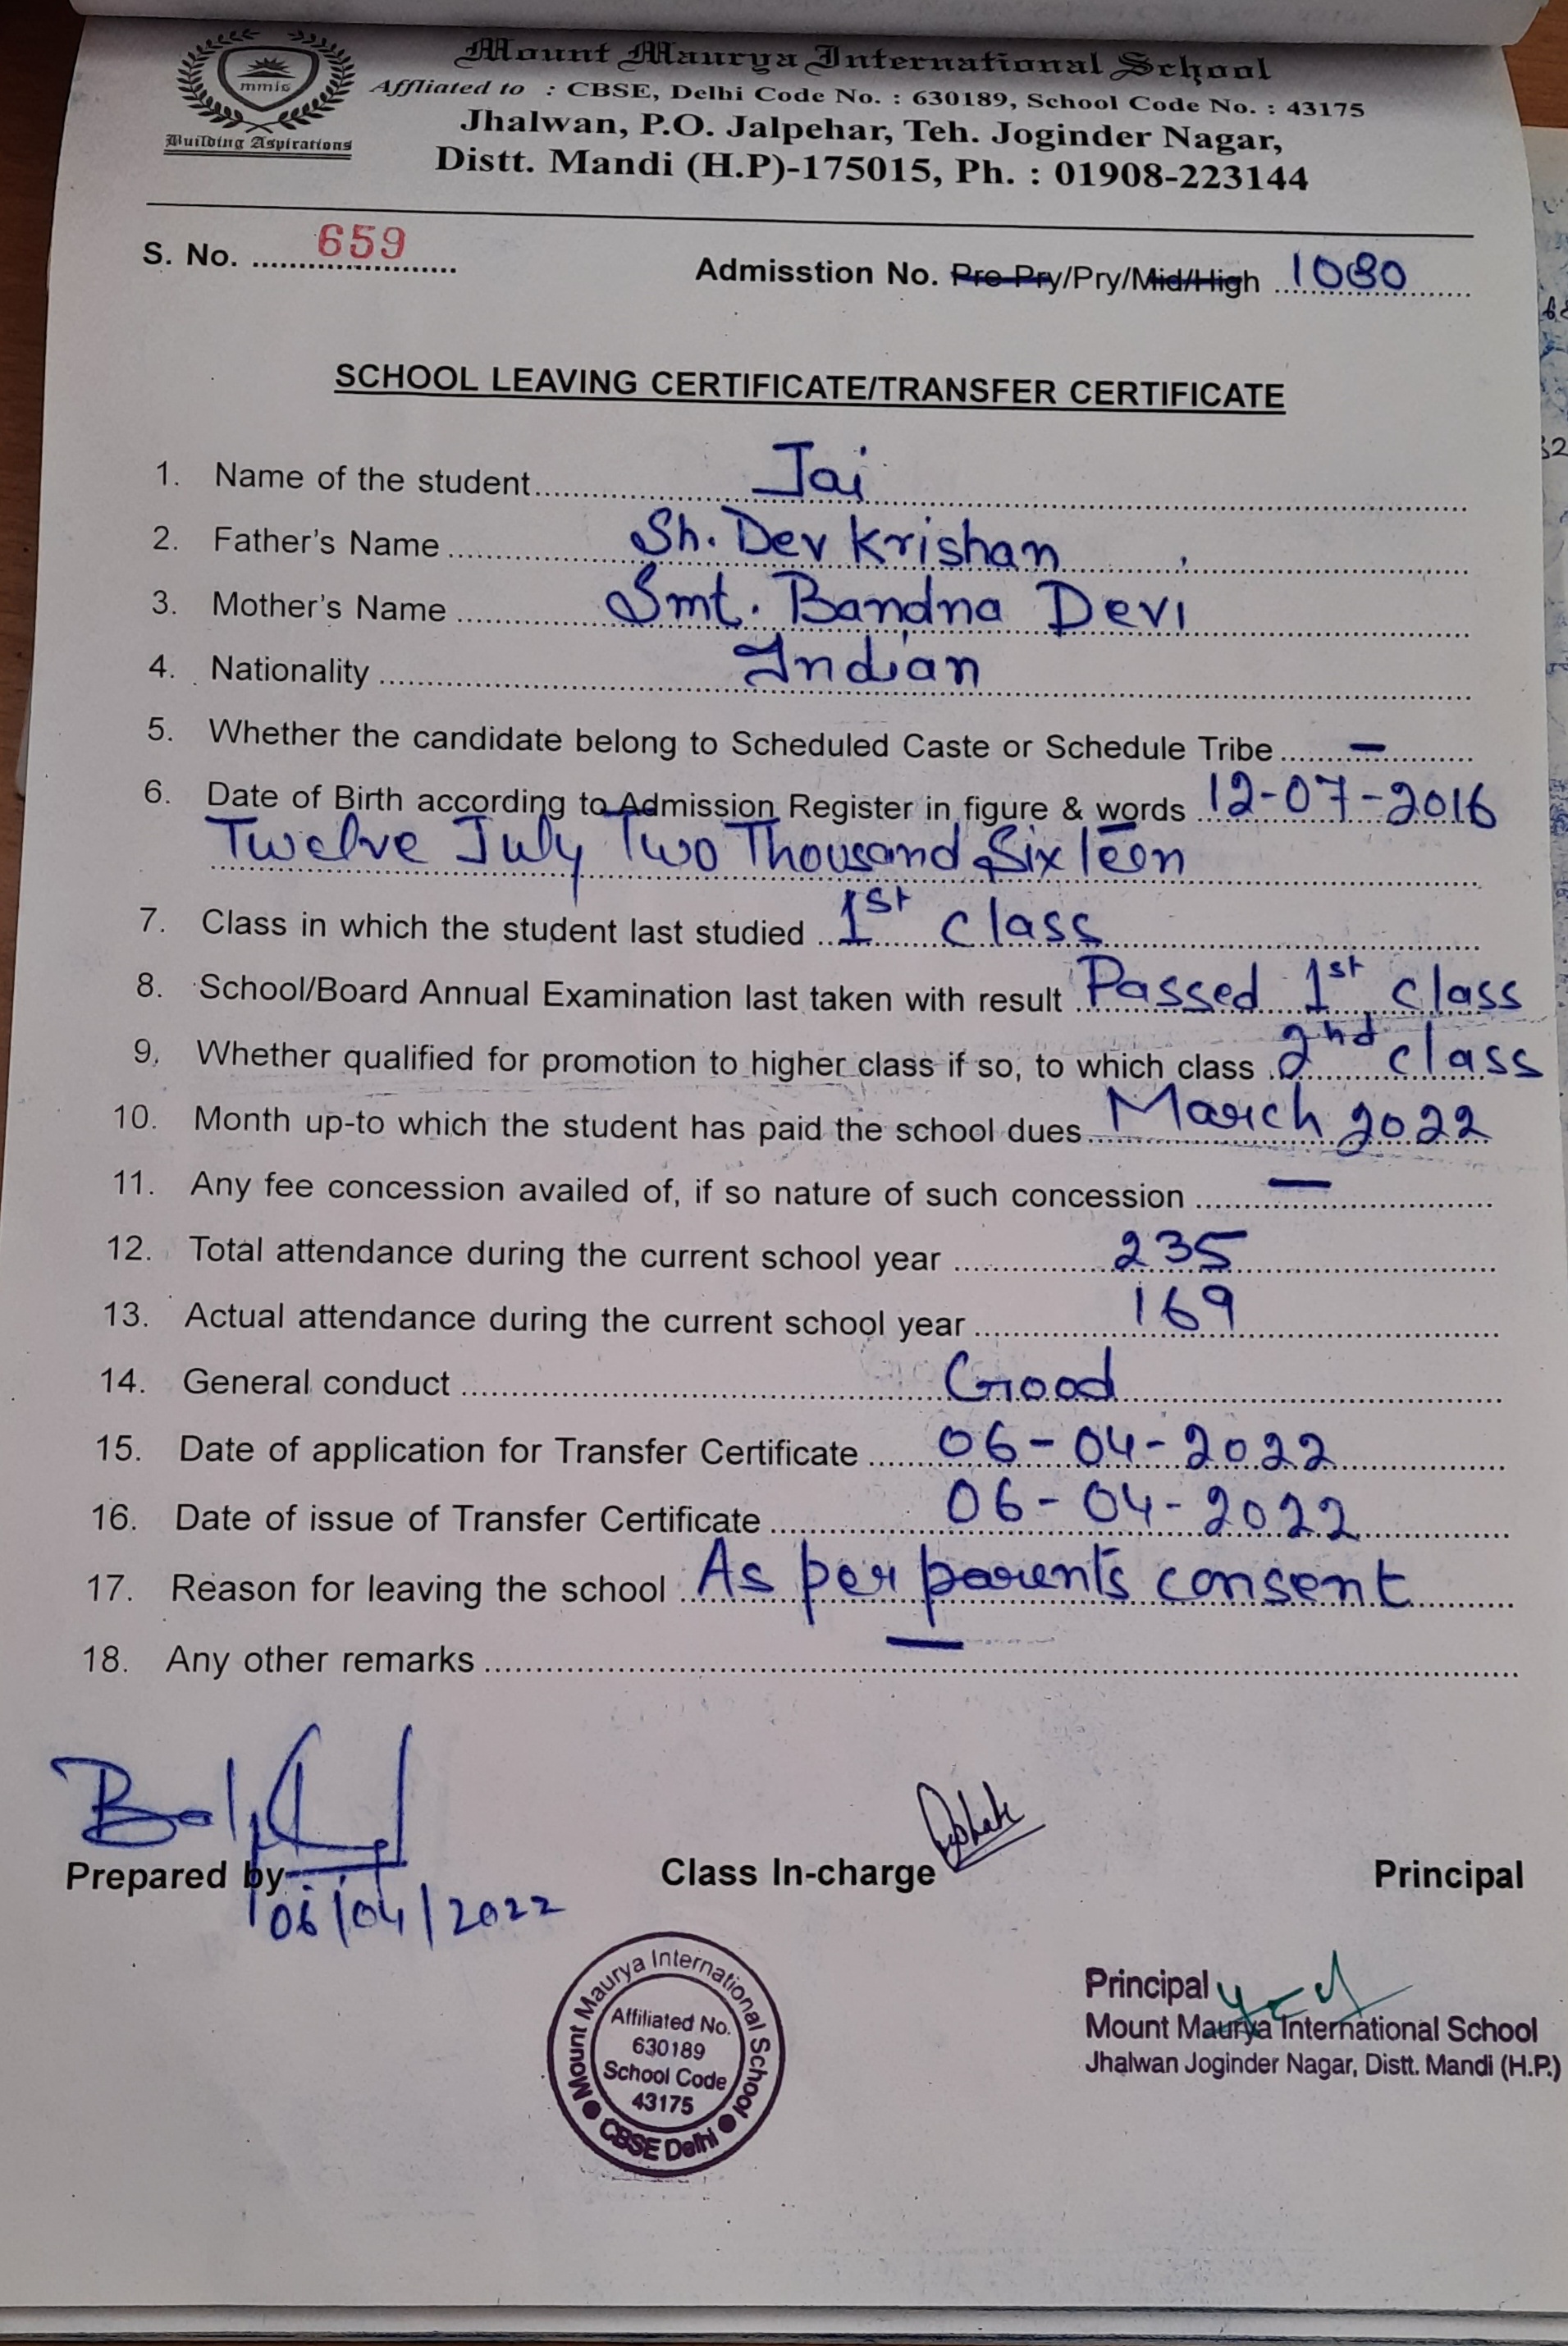 mmis
Building Aspirations
Mount Maurya International School
Affliated to : CBSE, Delhi Code No. : 630189, School Code No. : 43175
Jhalwan, P.O. Jalpehar, Teh. Joginder Nagar,
Distt. Mandi (H.P)-175015, Ph. : 01908-223144
S. No. 659
Admisstion No. Pre-Pry/Pry/Mid/High 1080
SCHOOL LEAVING CERTIFICATE/TRANSFER CERTIFICATE
1. Name of the student Jai
2. Father's Name Sh. Dev Krishan
3. Mother's Name Smt. Bandna Devi
4. Nationality Indian
5. Whether the candidate belong to Scheduled Caste or Schedule Tribe —
6. Date of Birth according to Admission Register in figure & words 12-07-2016
Twelve July Two Thousand Sixteen
7. Class in which the student last studied 1st class
8. School/Board Annual Examination last taken with result Passed 1st class
9. Whether qualified for promotion to higher class if so, to which class 2nd class
10. Month up-to which the student has paid the school dues March 2022
11. Any fee concession availed of, if so nature of such concession —
12. Total attendance during the current school year 235
13. Actual attendance during the current school year 169
14. General conduct Good
15. Date of application for Transfer Certificate 06-04-2022
16. Date of issue of Transfer Certificate 06-04-2022
17. Reason for leaving the school As per parents consent
18. Any other remarks —
Prepared by
06/04/2022
Class In-charge
Principal
Mount Maurya International School
Affiliated No.
630189
School Code
43175
CBSE Delhi
Principal
Mount Maurya International School
Jhalwan Joginder Nagar, Distt. Mandi (H.P.)